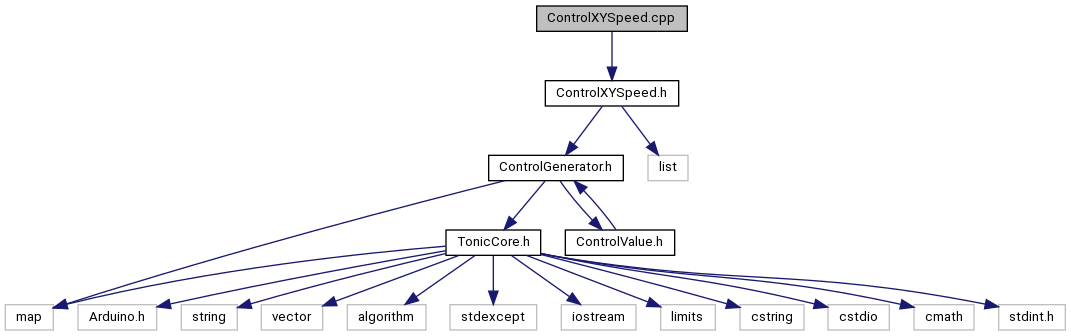 ControlXYSpeed.cpp
ControlXYSpeed.h
ControlGenerator.h
list
TonicCore.h
ControlValue.h
map
Arduino.h
string
vector
algorithm
stdexcept
iostream
limits
cstring
cstdio
cmath
stdint.h